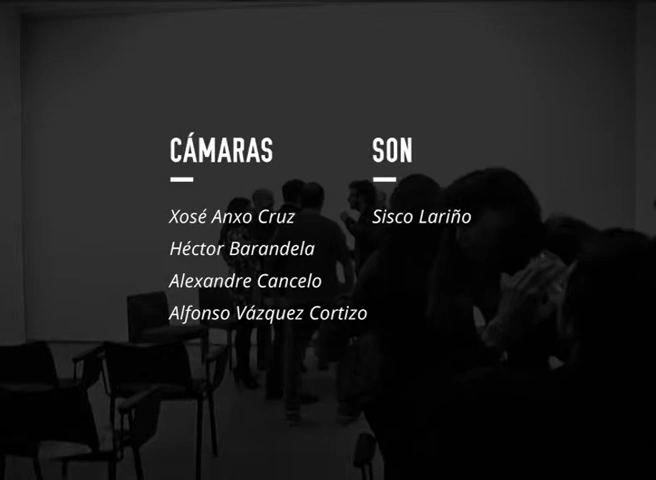 CÁMARAS
Xosé Anxo Cruz
Héctor Barandela
Alexandre Cancelo
Alfonso Vázquez Cortizo
SON
Sisco Lariño